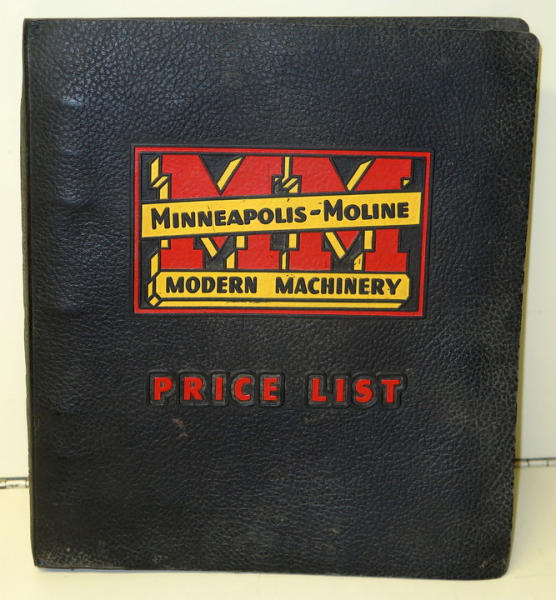 MM
MINNEAPOLIS-MOLINE
MODERN MACHINERY
PRICE LIST